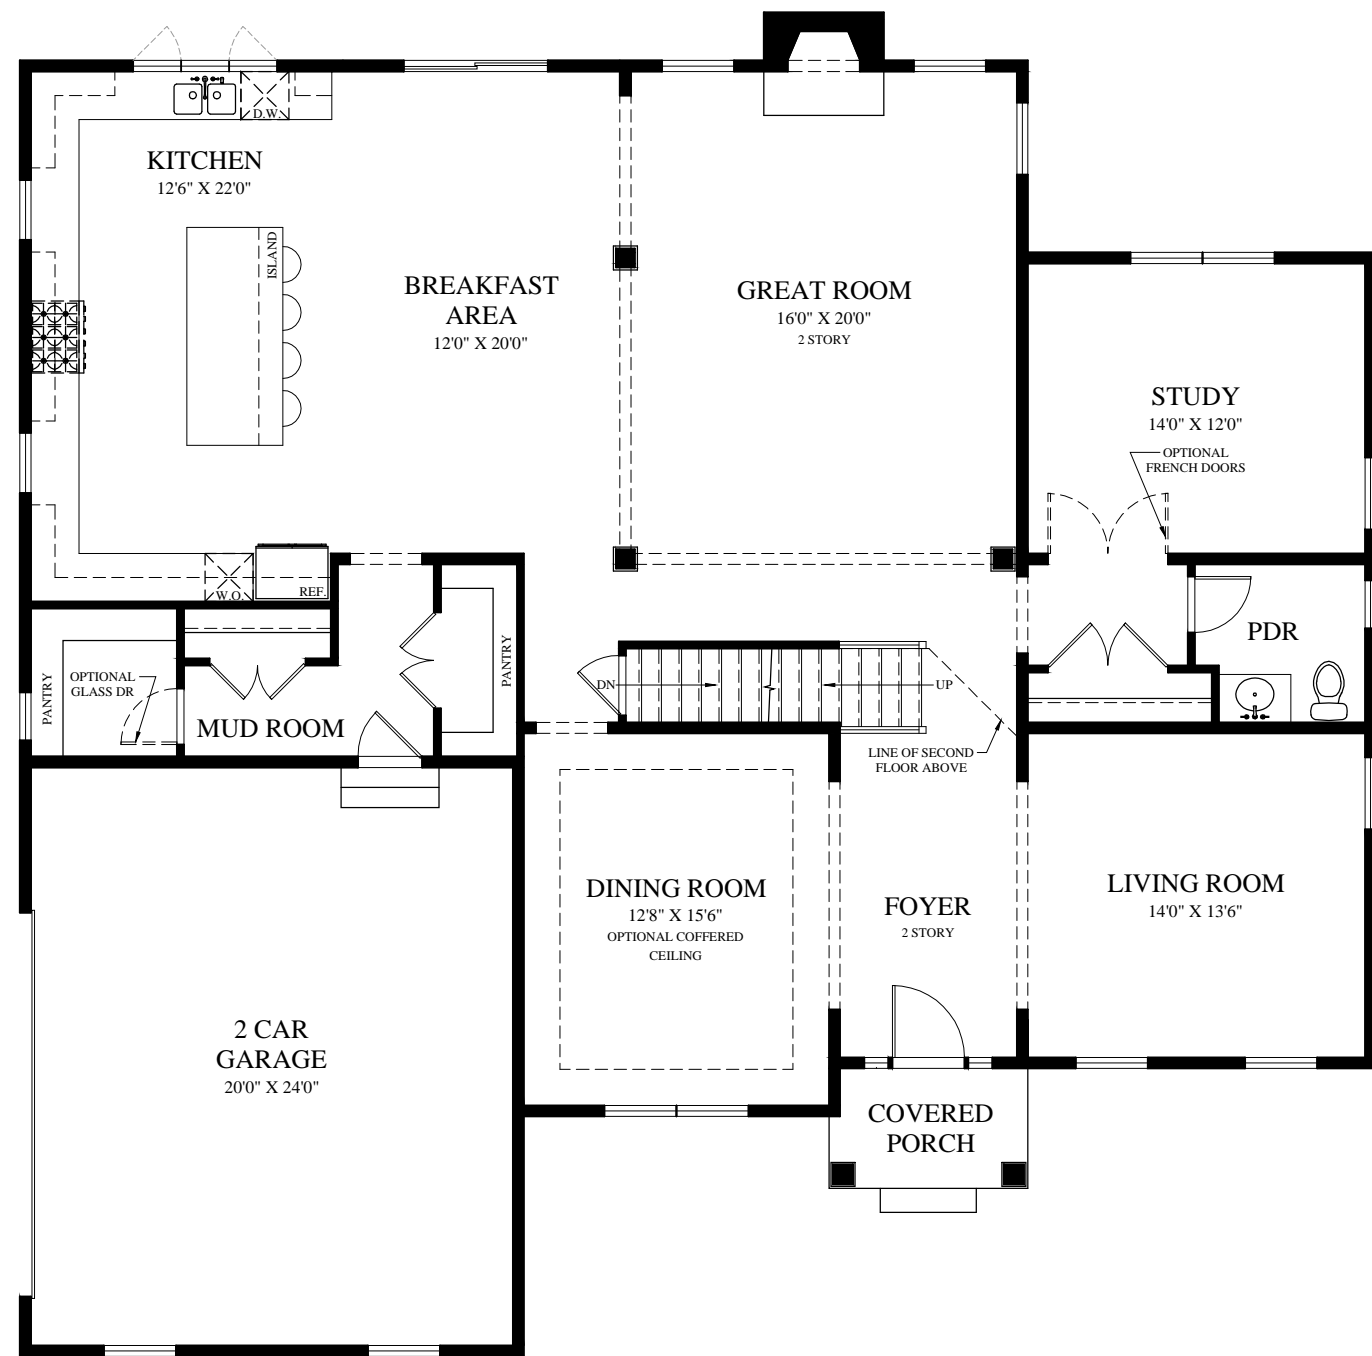 D.W.
KITCHEN
12'6" X 22'0"
ISLAND
BREAKFAST
AREA
12'0" X 20'0"
GREAT ROOM
16'0" X 20'0"
2 STORY
STUDY
14'0" X 12'0"
OPTIONAL
FRENCH DOORS
W.O.
REF.
PANTRY
OPTIONAL
GLASS DR
MUD ROOM
PANTRY
DN
UP
PDR
LINE OF SECOND
FLOOR ABOVE
DINING ROOM
12'8" X 15'6"
OPTIONAL COFFERED
CEILING
FOYER
2 STORY
LIVING ROOM
14'0" X 13'6"
2 CAR
GARAGE
20'0" X 24'0"
COVERED
PORCH